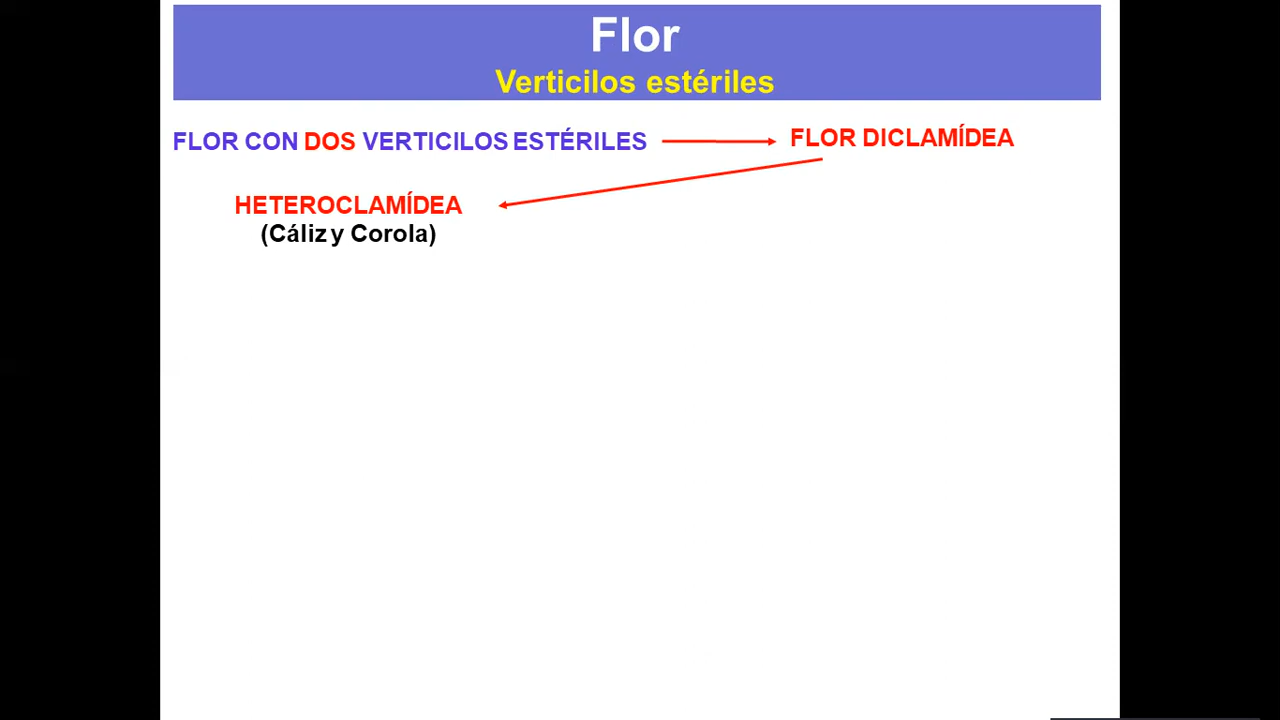 Flor
Verticilos estériles
FLOR CON DOS VERTICILOS ESTÉRILES
FLOR DICLAMÍDEA
HETEROCLAMÍDEA
(Cáliz y Corola)